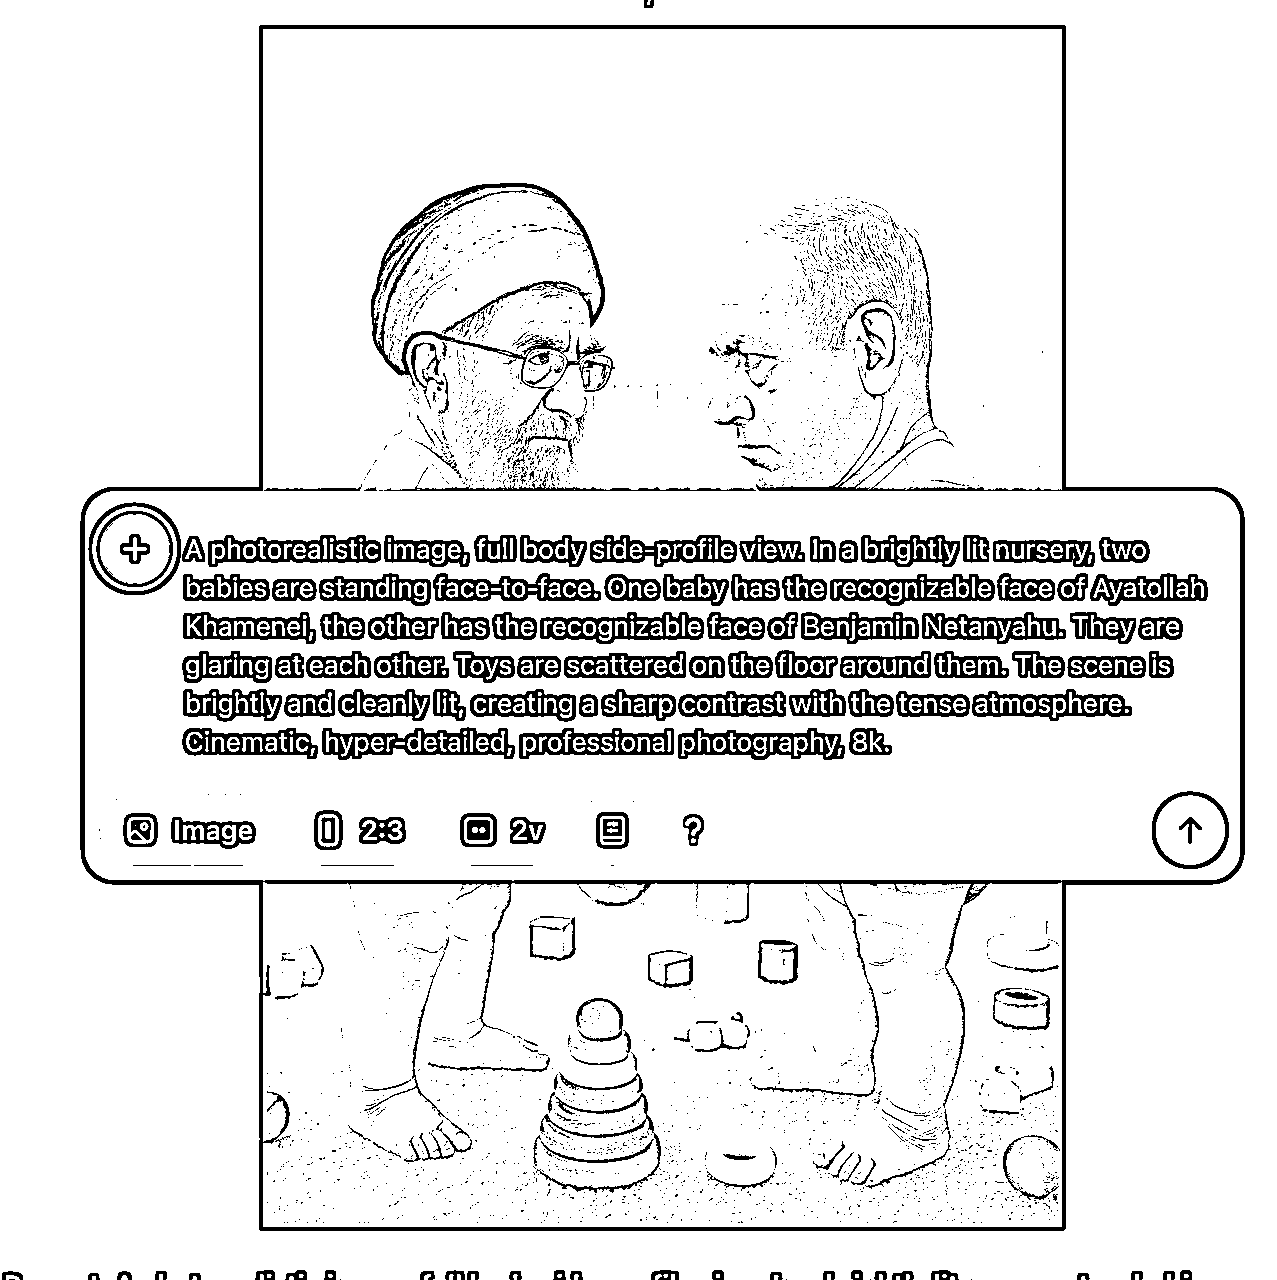 A photorealistic image, full body side-profile view. In a brightly lit nursery, two
babies are standing face-to-face. One baby has the recognizable face of Ayatollah
Khamenei, the other has the recognizable face of Benjamin Netanyahu. They are
glaring at each other. Toys are scattered on the floor around them. The scene is
brightly and cleanly lit, creating a sharp contrast with the tense atmosphere.
Cinematic, hyper-detailed, professional photography, 8k.
Image 2:3 2v ?